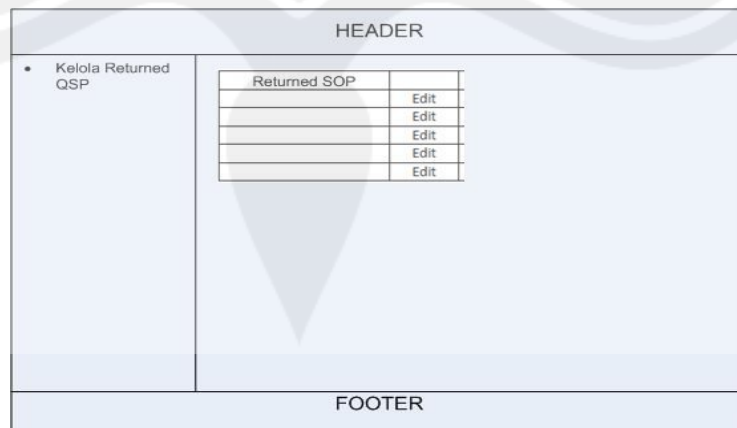 HEADER
• Kelola Returned
QSP
Returned SOP
Edit
Edit
Edit
Edit
Edit
FOOTER